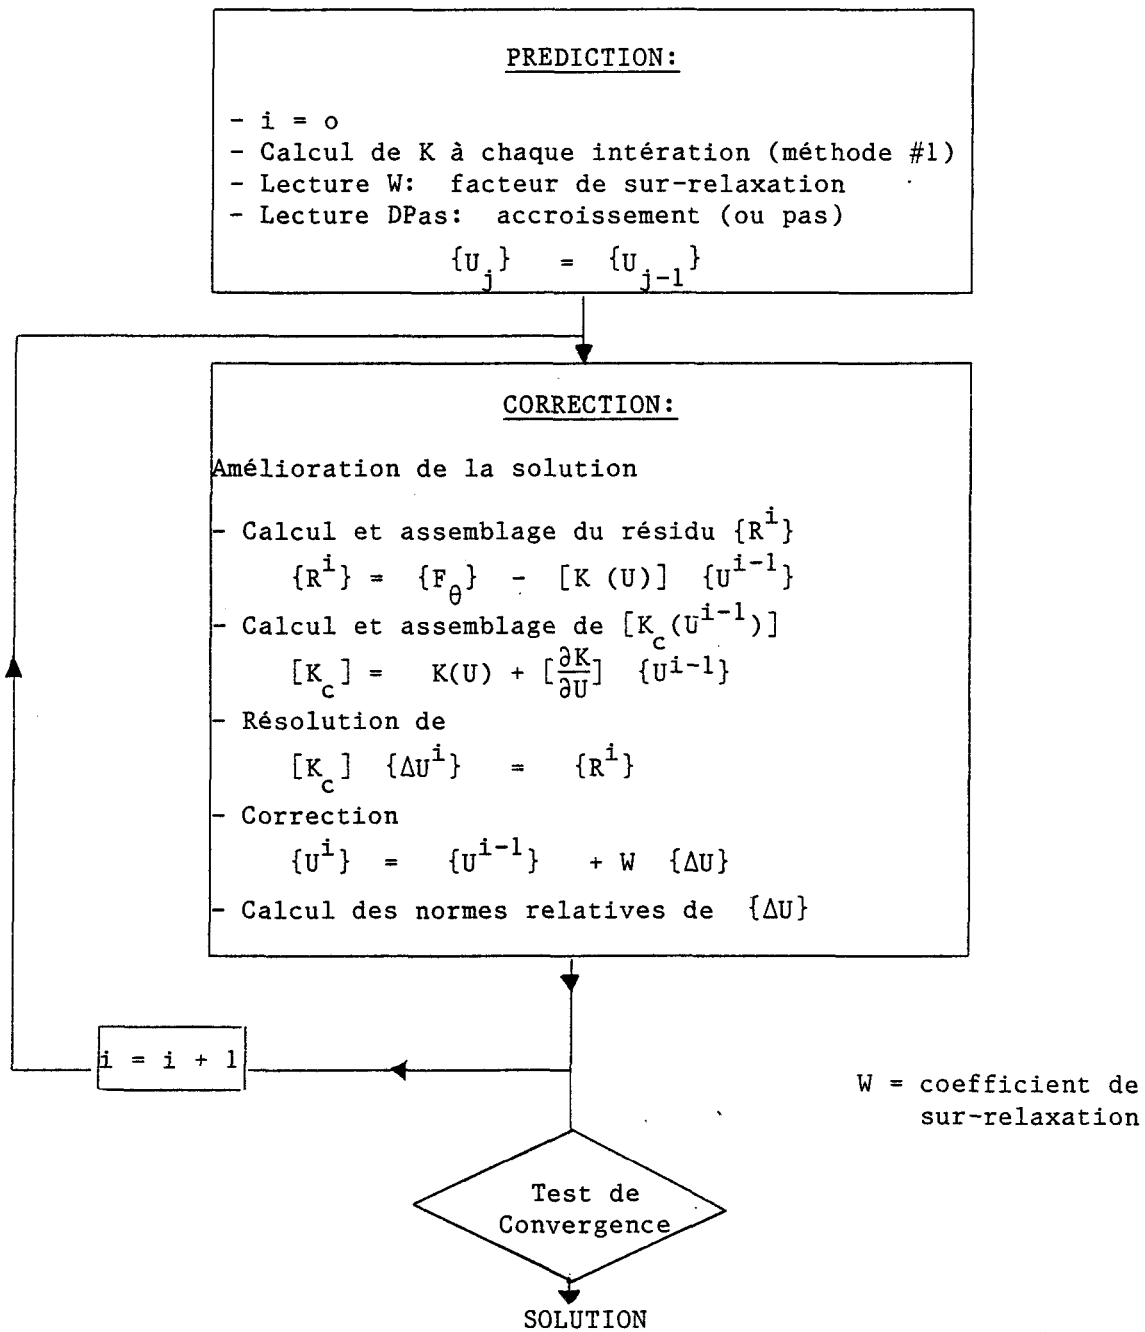 PREDICTION:
- i = o
- Calcul de K à chaque intération (méthode #1)
- Lecture W: facteur de sur-relaxation
- Lecture DPas: accroissement (ou pas)
{U_j} = {U_{j-1}}
CORRECTION:
Amélioration de la solution
- Calcul et assemblage du résidu {R^i}
{R^i} = {F_θ} - [K (U)] {U^{i-1}}
- Calcul et assemblage de [K_c(U^{i-1})]
[K_c] = K(U) + [∂K/∂U] {U^{i-1}}
- Résolution de
[K_c] {ΔU^i} = {R^i}
- Correction
{U^i} = {U^{i-1}} + W {ΔU}
- Calcul des normes relatives de {ΔU}
i = i + 1
W = coefficient de
sur-relaxation
Test de
Convergence
SOLUTION